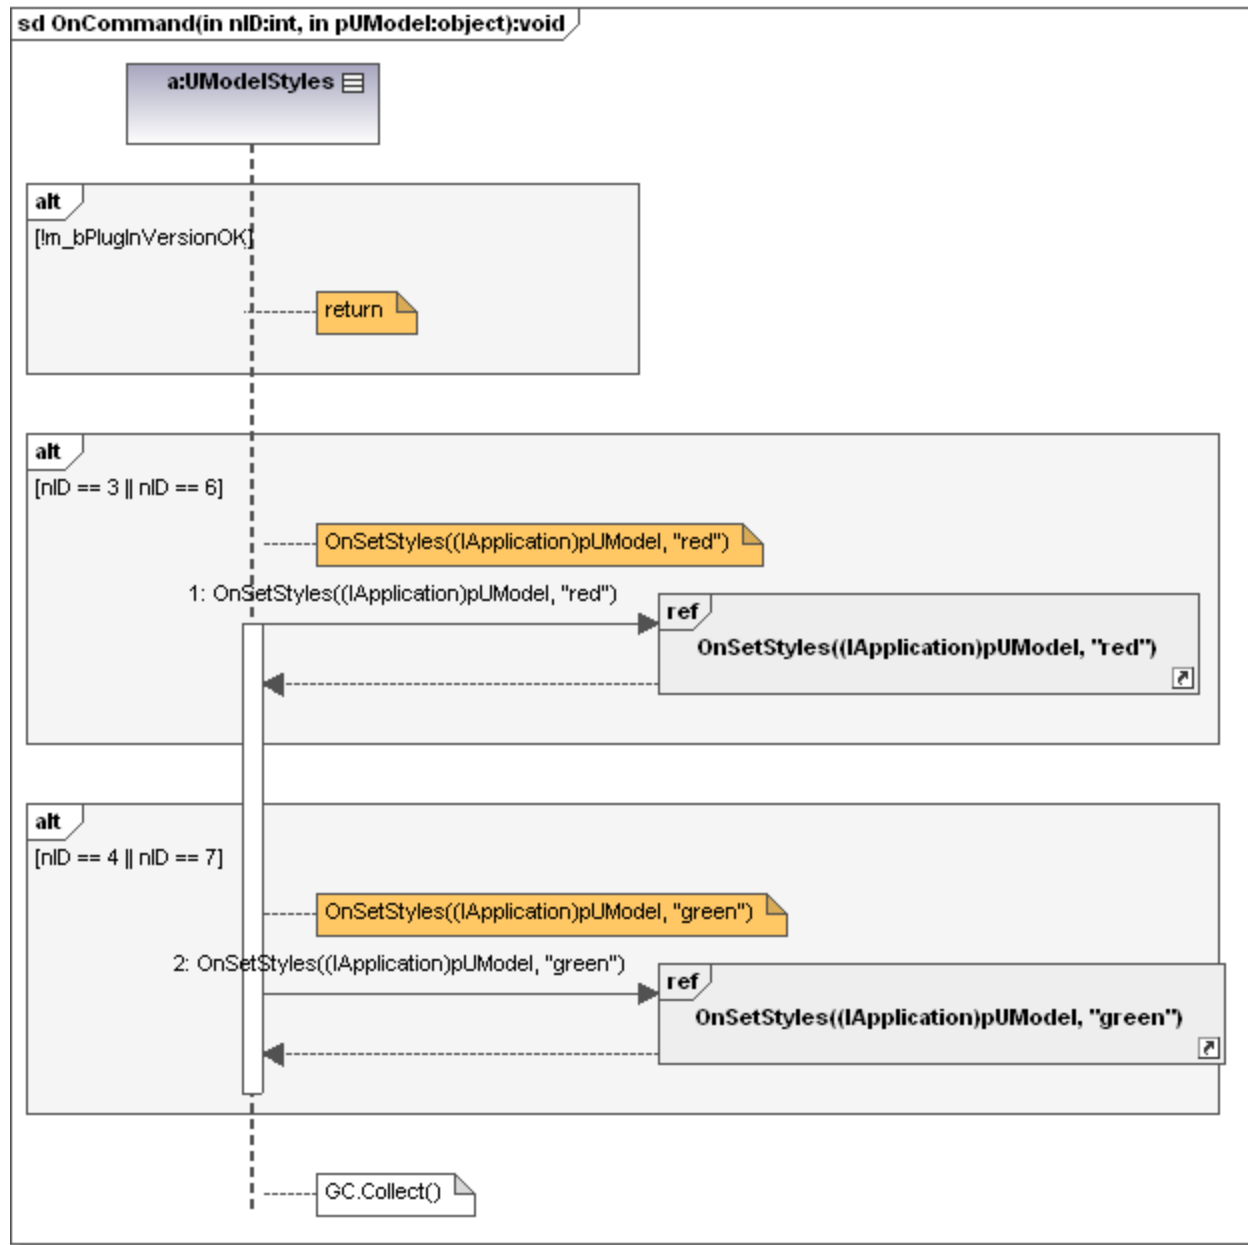 sd OnCommand(in nID:int, in pUModel:object):void
a:UModelStyles
alt
[!m_bPlugInVersionOK]
return
alt
[nID == 3 || nID == 6]
OnSetStyles((IApplication)pUModel, "red")
1: OnSetStyles((IApplication)pUModel, "red")
ref
OnSetStyles((IApplication)pUModel, "red")
alt
[nID == 4 || nID == 7]
OnSetStyles((IApplication)pUModel, "green")
2: OnSetStyles((IApplication)pUModel, "green")
ref
OnSetStyles((IApplication)pUModel, "green")
GC.Collect()